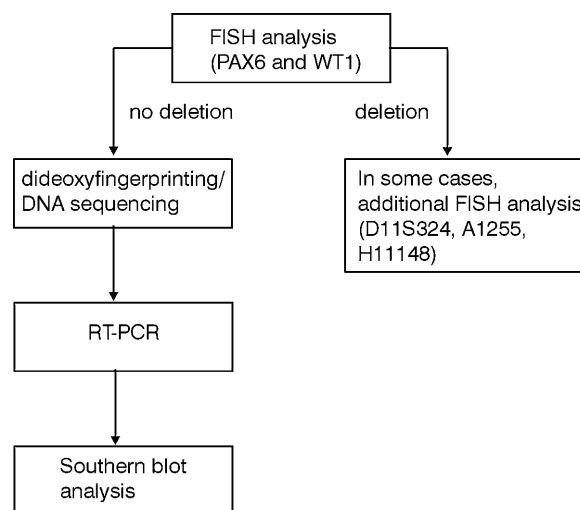 FISH analysis
(PAX6 and WT1)
no deletion
deletion
dideoxyfingerprinting/
DNA sequencing
In some cases,
additional FISH analysis
(D11S324, A1255,
H11148)
RT-PCR
Southern blot
analysis